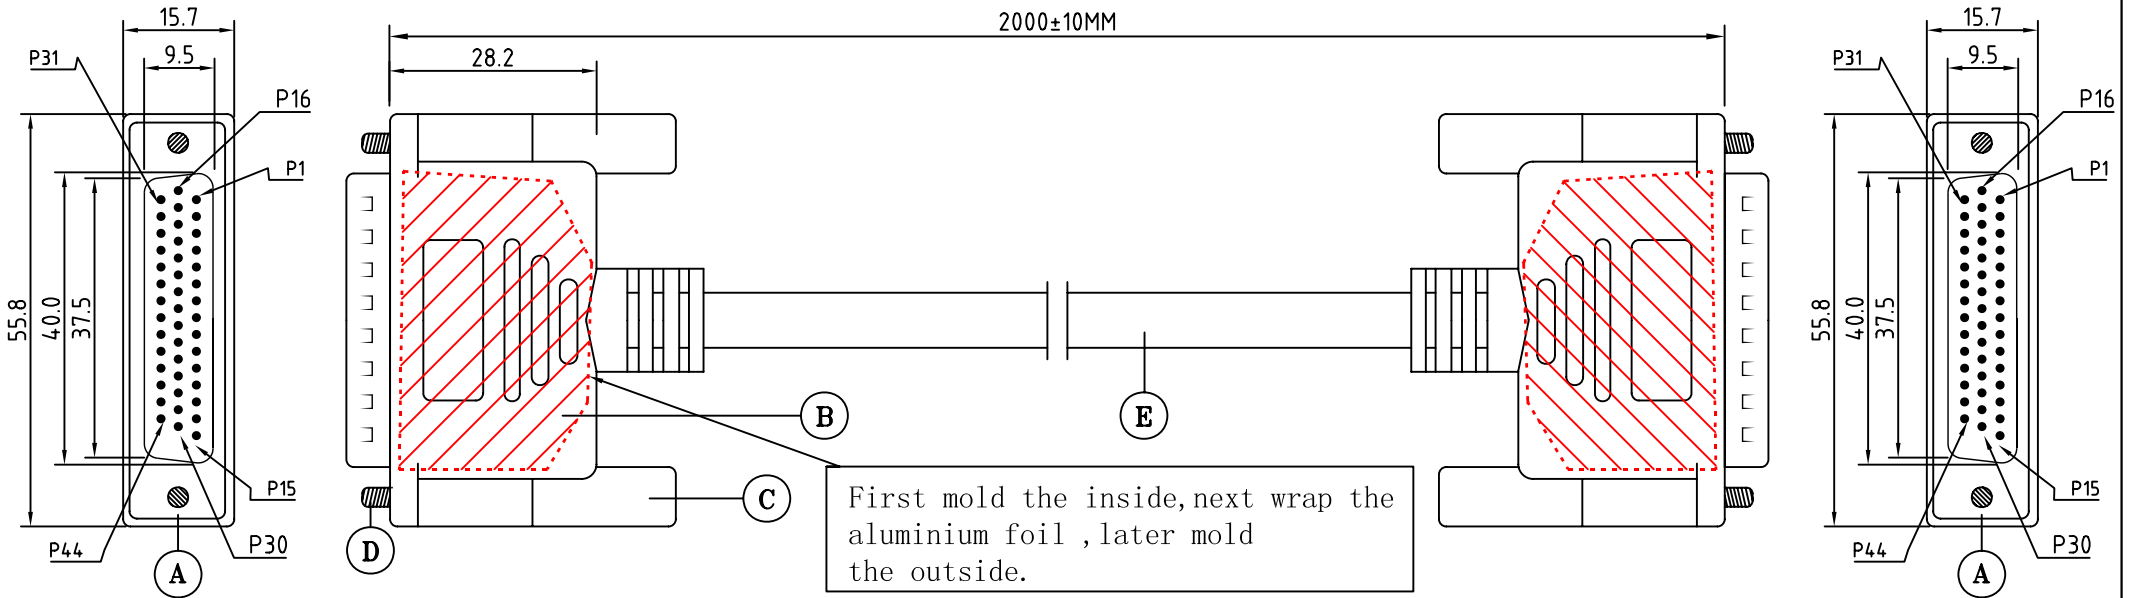 15.7
9.5
P31
P16
P1
55.8
40.0
37.5
P15
P44
P30
A
2000±10MM
28.2
B
E
C
D
First mold the inside,next wrap the
aluminium foil ,later mold
the outside.
15.7
9.5
P31
P16
P1
55.8
40.0
37.5
P15
P44
P30
A